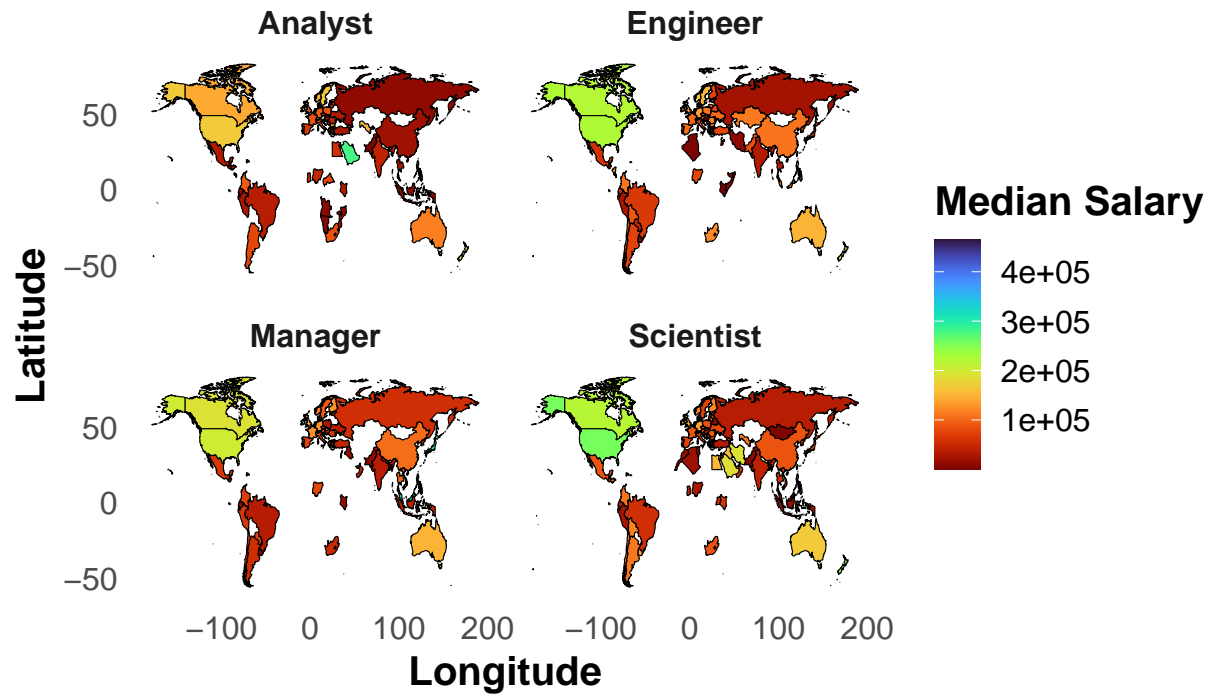 Analyst
Engineer
50
0
−50
Manager
Scientist
50
0
−50
−100
0
100
200
−100
0
100
200
Longitude
Latitude
Median Salary
4e+05
3e+05
2e+05
1e+05